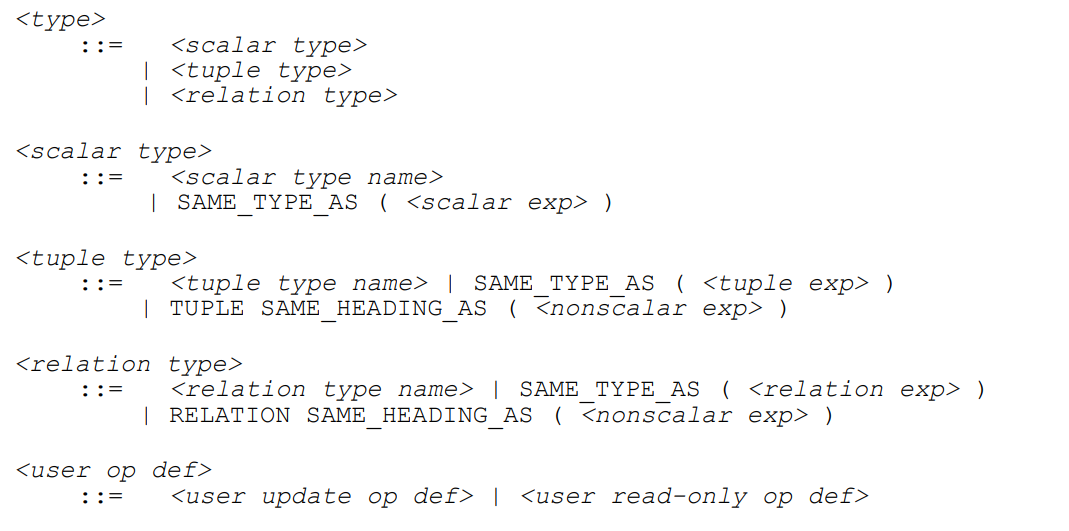 <type>
::= <scalar type>
| <tuple type>
| <relation type>
<scalar type>
::= <scalar type name>
| SAME_TYPE_AS ( <scalar exp> )
<tuple type>
::= <tuple type name> | SAME_TYPE_AS ( <tuple exp> )
| TUPLE SAME_HEADING_AS ( <nonscalar exp> )
<relation type>
::= <relation type name> | SAME_TYPE_AS ( <relation exp> )
| RELATION SAME_HEADING_AS ( <nonscalar exp> )
<user op def>
::= <user update op def> | <user read-only op def>